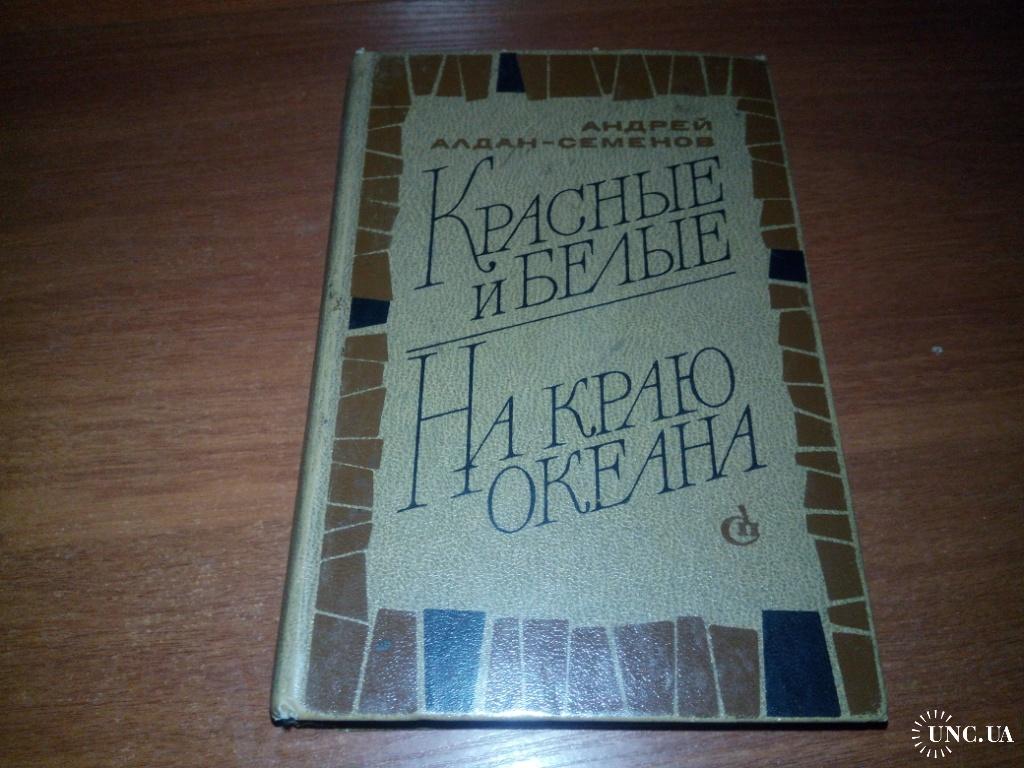 АНДРЕЙ
АЛДАН-СЕМЕНОВ
КРАСНЫЕ
И БЕЛЫЕ
НА КРАЮ
ОКЕАНА
UNC.UA